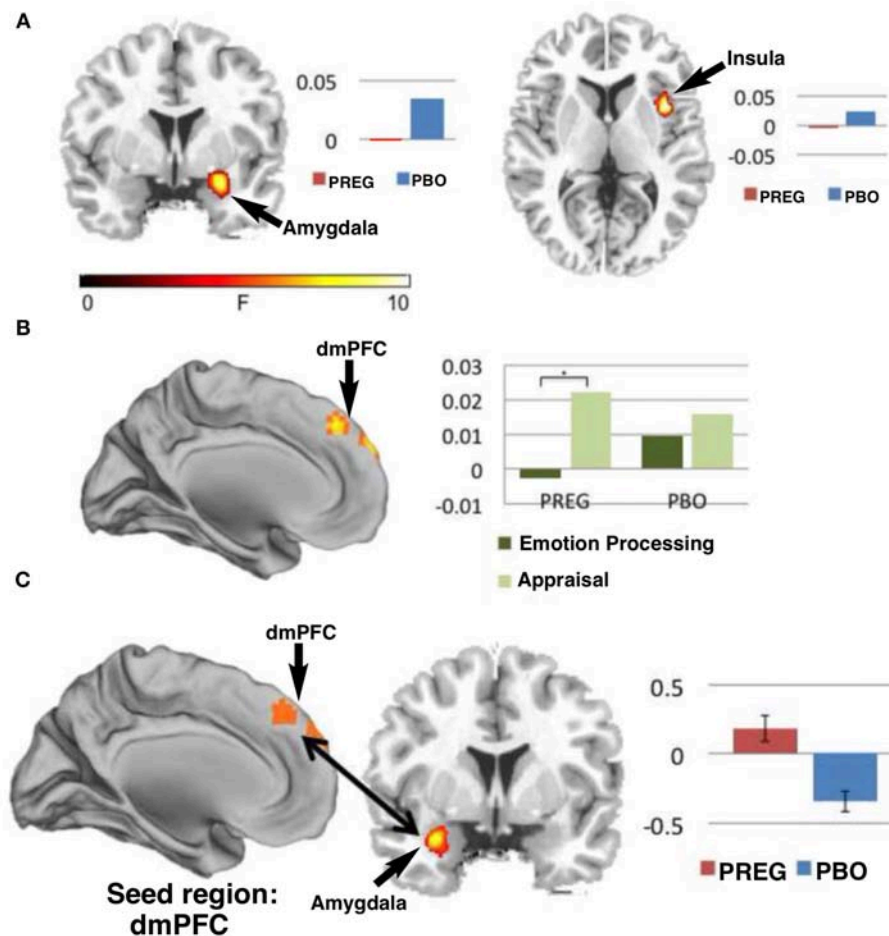 A
0.05
0
PREG
PBO
Amygdala
0
F
10
Insula
0.05
0
-0.05
PREG
PBO
B
dmPFC
0.03
0.02
0.01
0
-0.01
*
PREG
PBO
Emotion Processing
Appraisal
C
dmPFC
Seed region:
dmPFC
Amygdala
0.5
0
-0.5
PREG
PBO